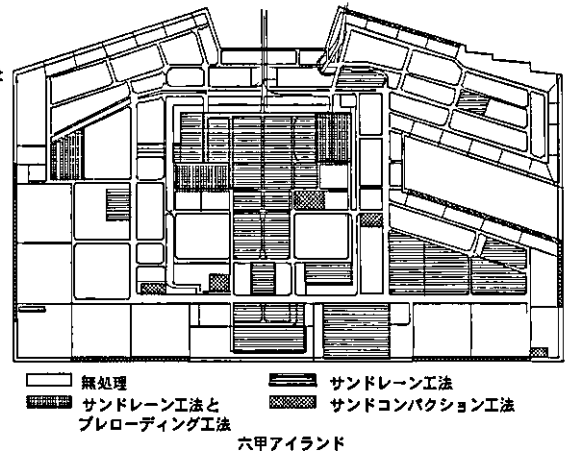 無処理
サンドレーン工法
サンドレーン工法と
プレローディング工法
サンドコンパクション工法
六甲アイランド